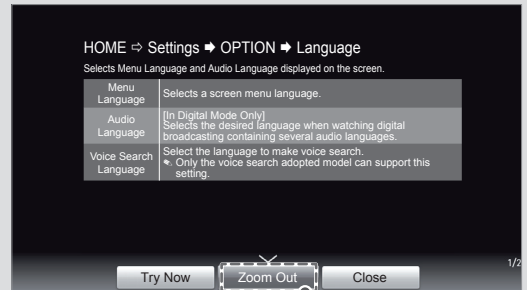 HOME ⇨ Settings ➡ OPTION ➡ Language
Selects Menu Language and Audio Language displayed on the screen.
Menu
Language
Selects a screen menu language.
Audio
Language
[In Digital Mode Only]
Selects the desired language when watching digital
broadcasting containing several audio languages.
Voice Search
Language
Select the language to make voice search.
Only the voice search adopted model can support this
setting.
1/2
Try Now
Zoom Out
Close